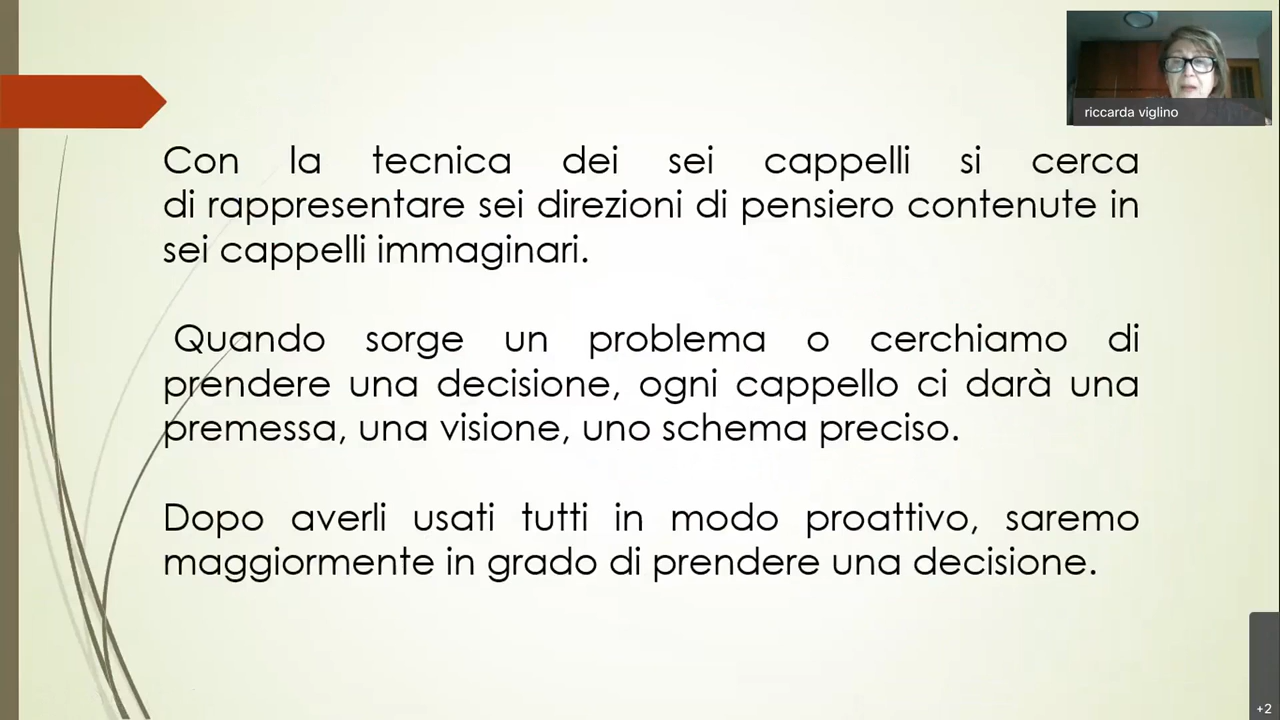 riccarda viglino
Con la tecnica dei sei cappelli si cerca
di rappresentare sei direzioni di pensiero contenute in
sei cappelli immaginari.
Quando sorge un problema o cerchiamo di
prendere una decisione, ogni cappello ci darà una
premessa, una visione, uno schema preciso.
Dopo averli usati tutti in modo proattivo, saremo
maggiormente in grado di prendere una decisione.
+2